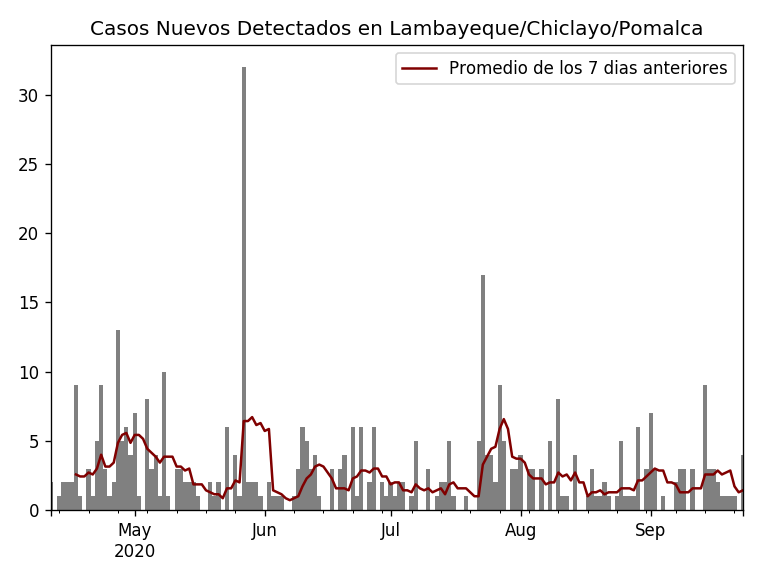 Casos Nuevos Detectados en Lambayeque/Chiclayo/Pomalca
Promedio de los 7 dias anteriores
30
25
20
15
10
5
0
May Jun Jul Aug Sep
2020